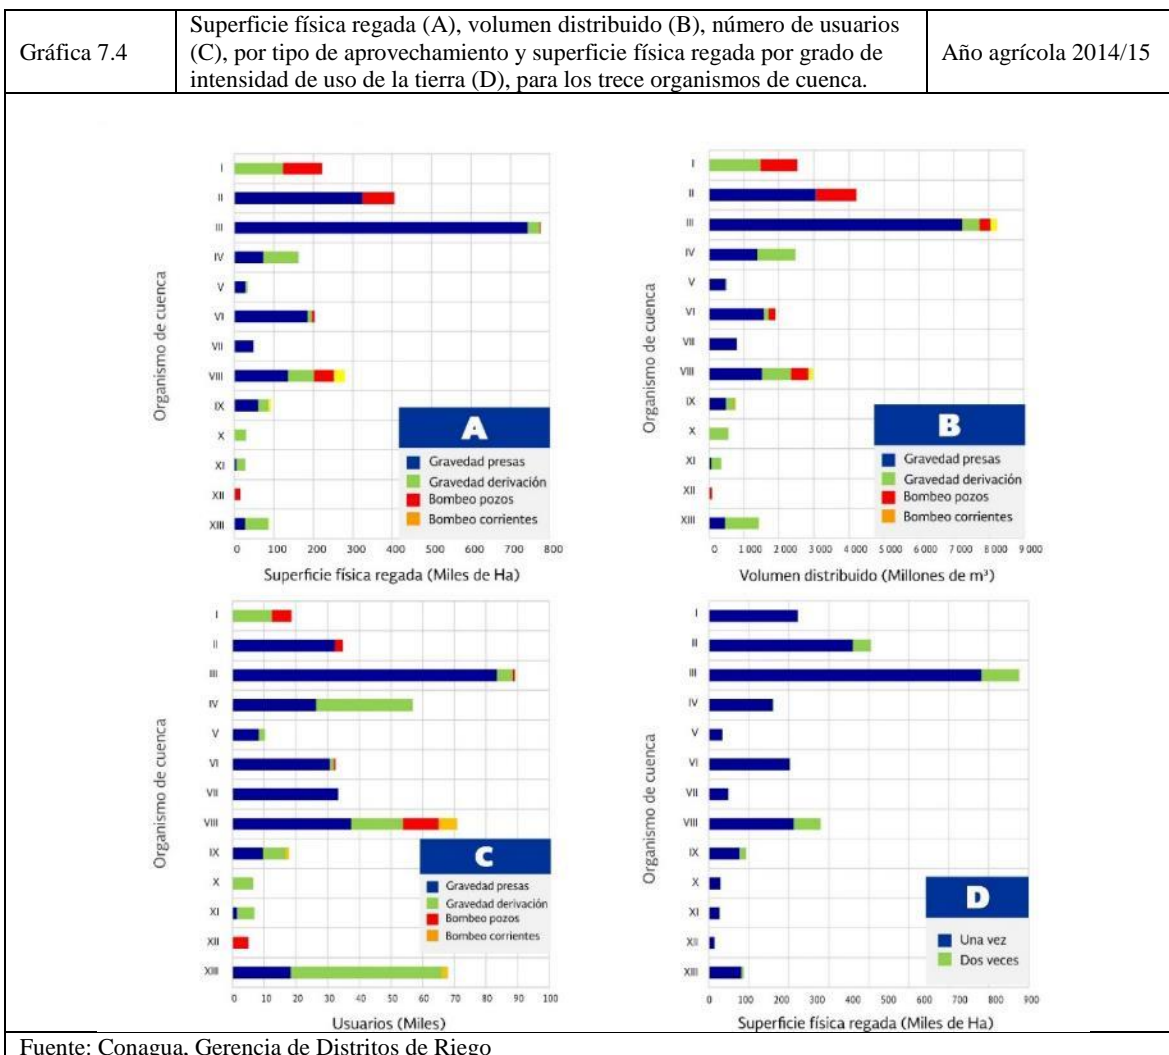 Gráfica 7.4
Superficie física regada (A), volumen distribuido (B), número de usuarios
(C), por tipo de aprovechamiento y superficie física regada por grado de
intensidad de uso de la tierra (D), para los trece organismos de cuenca.
Año agrícola 2014/15
Organismo de cuenca
I
II
III
IV
V
VI
VII
VIII
IX
X
XI
XII
XIII
A
Gravedad presas
Gravedad derivación
Bombeo pozos
Bombeo corrientes
0 100 200 300 400 500 600 700 800
Superficie física regada (Miles de Ha)
Organismo de cuenca
I
II
III
IV
V
VI
VII
VIII
IX
X
XI
XII
XIII
B
Gravedad presas
Gravedad derivación
Bombeo pozos
Bombeo corrientes
0 1 000 2 000 3 000 4 000 5 000 6 000 7 000 8 000 9 000
Volumen distribuido (Millones de m³)
Organismo de cuenca
I
II
III
IV
V
VI
VII
VIII
IX
X
XI
XII
XIII
C
Gravedad presas
Gravedad derivación
Bombeo pozos
Bombeo corrientes
0 10 20 30 40 50 60 70 80 90 100
Usuarios (Miles)
Organismo de cuenca
I
II
III
IV
V
VI
VII
VIII
IX
X
XI
XII
XIII
D
Una vez
Dos veces
0 100 200 300 400 500 600 700 800 900
Superficie física regada (Miles de Ha)
Fuente: Conagua, Gerencia de Distritos de Riego